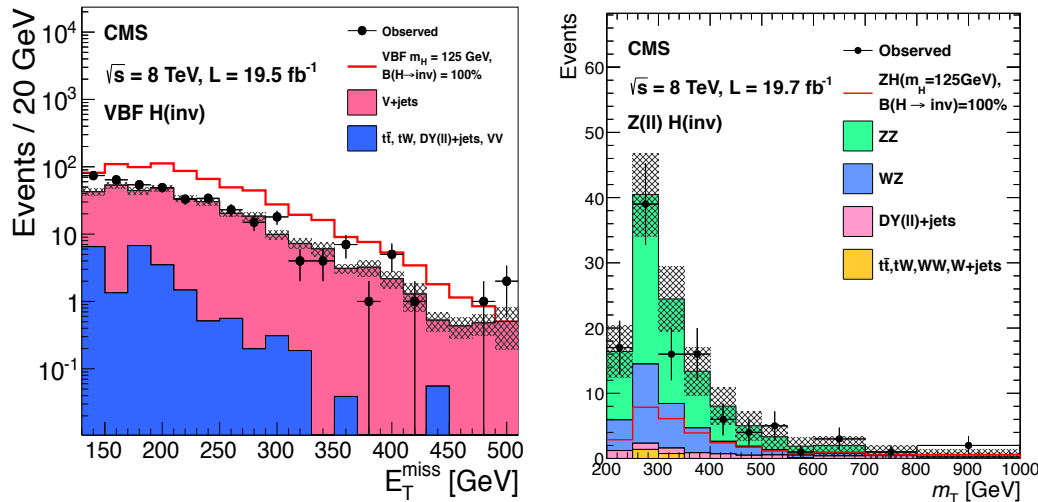 CMS
√s = 8 TeV, L = 19.5 fb⁻¹
VBF H(inv)
Observed
VBF m_H = 125 GeV,
B(H→inv) = 100%
V+jets
tt̄, tW, DY(ll)+jets, VV
Events / 20 GeV
10³
10²
10
1
10⁻¹
150 200 250 300 350 400 450 500
E_T^miss [GeV]
CMS
√s = 8 TeV, L = 19.7 fb⁻¹
Z(ll) H(inv)
Observed
ZH(m_H=125GeV),
B(H → inv)=100%
ZZ
WZ
DY(ll)+jets
tt̄,tW,WW,W+jets
Events
60
50
40
30
20
10
0
200 300 400 500 600 700 800 900 1000
m_T [GeV]